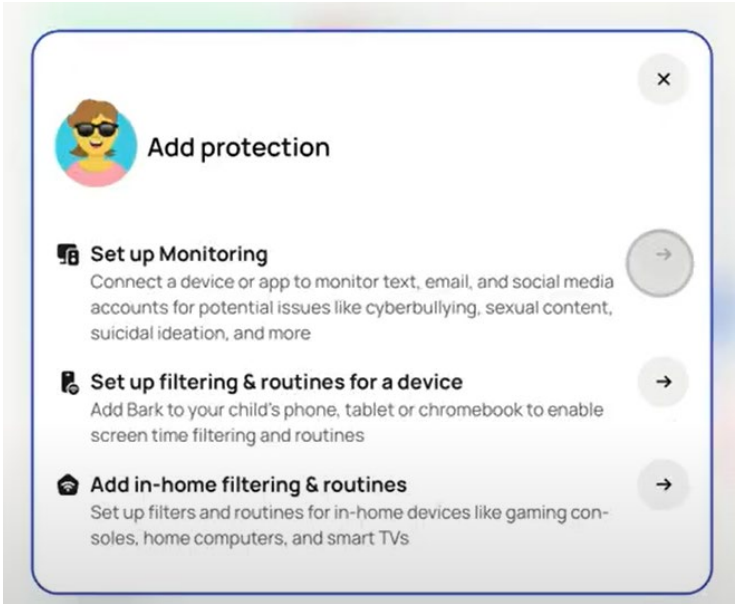 Add protection
Set up Monitoring
Connect a device or app to monitor text, email, and social media
accounts for potential issues like cyberbullying, sexual content,
suicidal ideation, and more
Set up filtering & routines for a device
Add Bark to your child's phone, tablet or chromebook to enable
screen time filtering and routines
Add in-home filtering & routines
Set up filters and routines for in-home devices like gaming con-
soles, home computers, and smart TVs